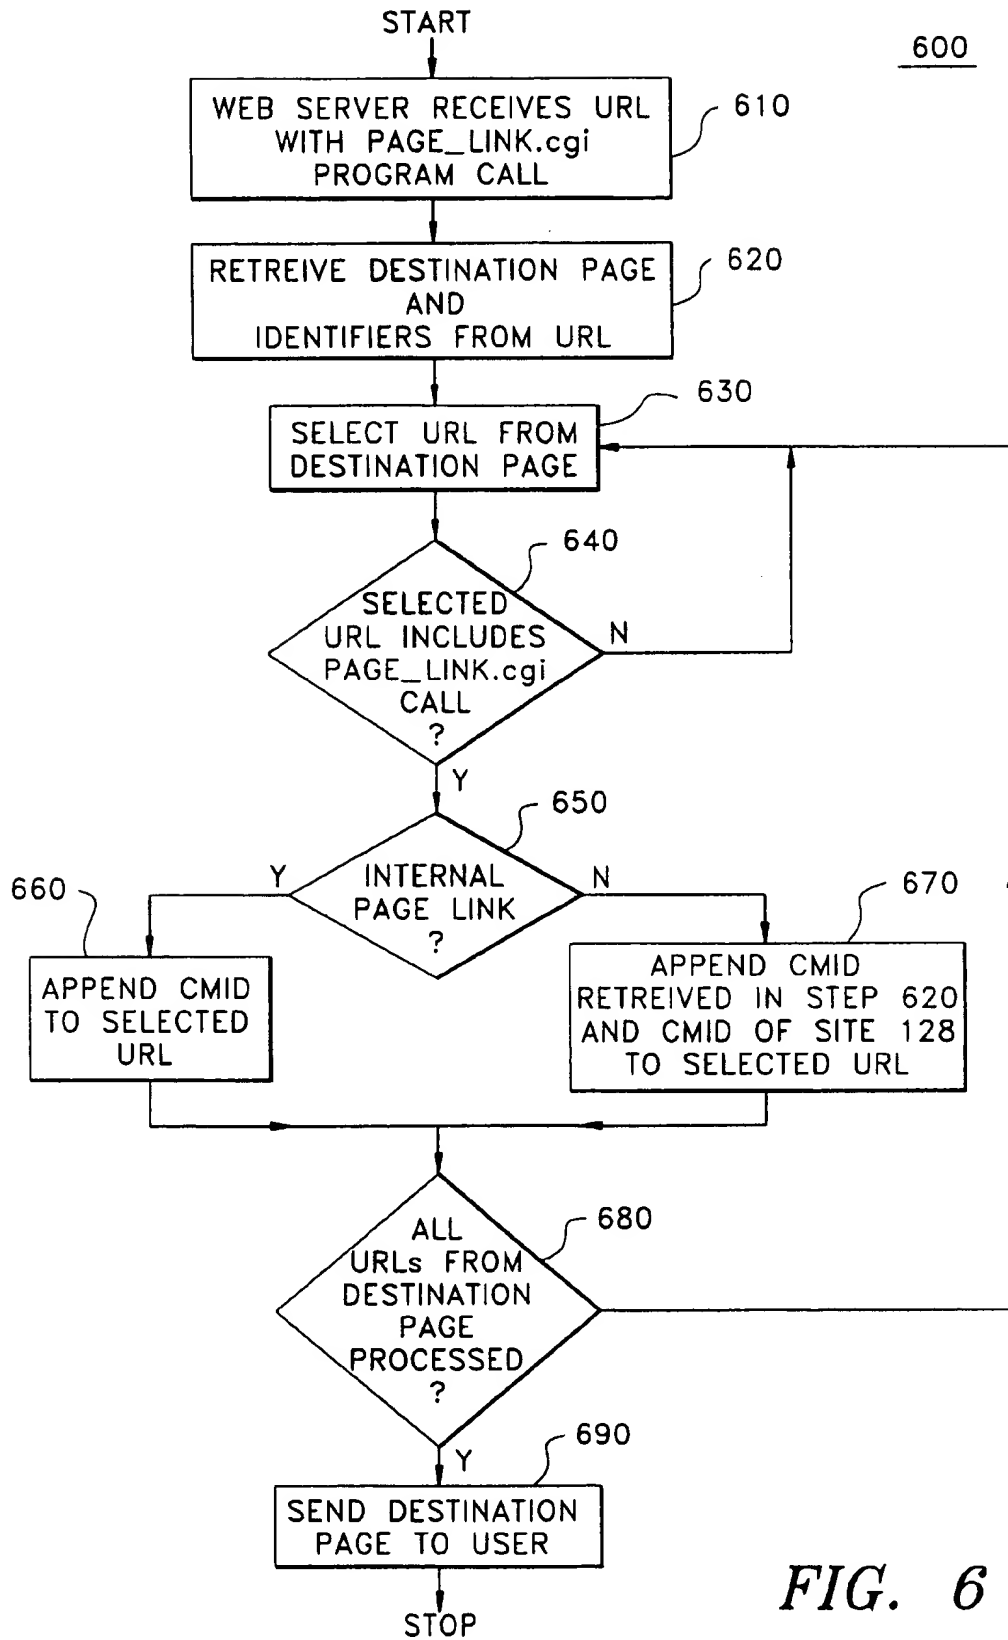 START
600
WEB SERVER RECEIVES URL
WITH PAGE_LINK.cgi
PROGRAM CALL
610
RETREIVE DESTINATION PAGE
AND
IDENTIFIERS FROM URL
620
SELECT URL FROM
DESTINATION PAGE
630
SELECTED
URL INCLUDES
PAGE_LINK.cgi
CALL
?
640
N
Y
INTERNAL
PAGE LINK
?
650
Y
N
660
APPEND CMID
TO SELECTED
URL
670
APPEND CMID
RETREIVED IN STEP 620
AND CMID OF SITE 128
TO SELECTED URL
ALL
URLs FROM
DESTINATION
PAGE
PROCESSED
?
680
Y
690
SEND DESTINATION
PAGE TO USER
STOP
FIG. 6